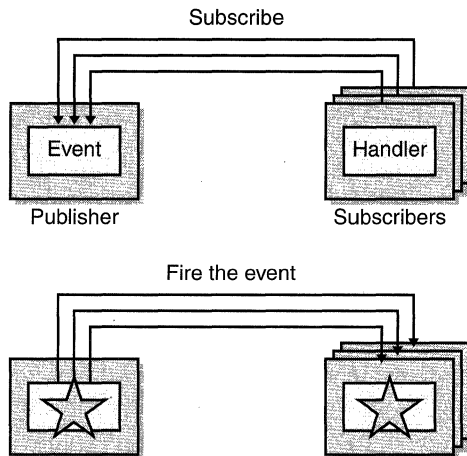 Subscribe
Event
Handler
Publisher
Subscribers
Fire the event